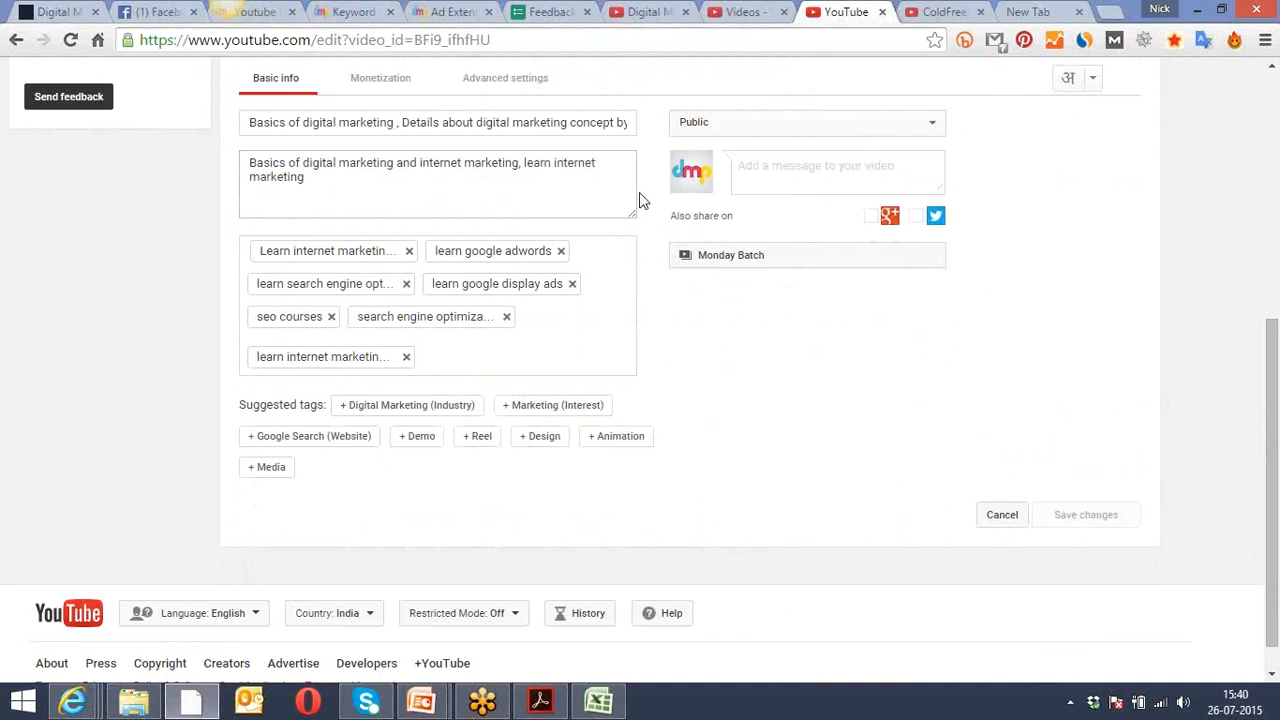 Digital M
(1) Faceb
Youtube
Keyword
Ad Exten
Feedback
Digital M
Videos -
YouTube
ColdFree
New Tab
Nick
https://www.youtube.com/edit?video_id=BFi9_ifhfHU
Send feedback
Basic info
Monetization
Advanced settings
अ
Basics of digital marketing , Details about digital marketing concept by
Public
Basics of digital marketing and internet marketing, learn internet
marketing
dmp
Add a message to your video
Also share on
g+
Learn internet marketin...
learn google adwords
Monday Batch
learn search engine opt...
learn google display ads
seo courses
search engine optimiza...
learn internet marketin...
Suggested tags:
+ Digital Marketing (Industry)
+ Marketing (Interest)
+ Google Search (Website)
+ Demo
+ Reel
+ Design
+ Animation
+ Media
Cancel
Save changes
YouTube
Language: English
Country: India
Restricted Mode: Off
History
Help
About
Press
Copyright
Creators
Advertise
Developers
+YouTube
15:40
26-07-2015